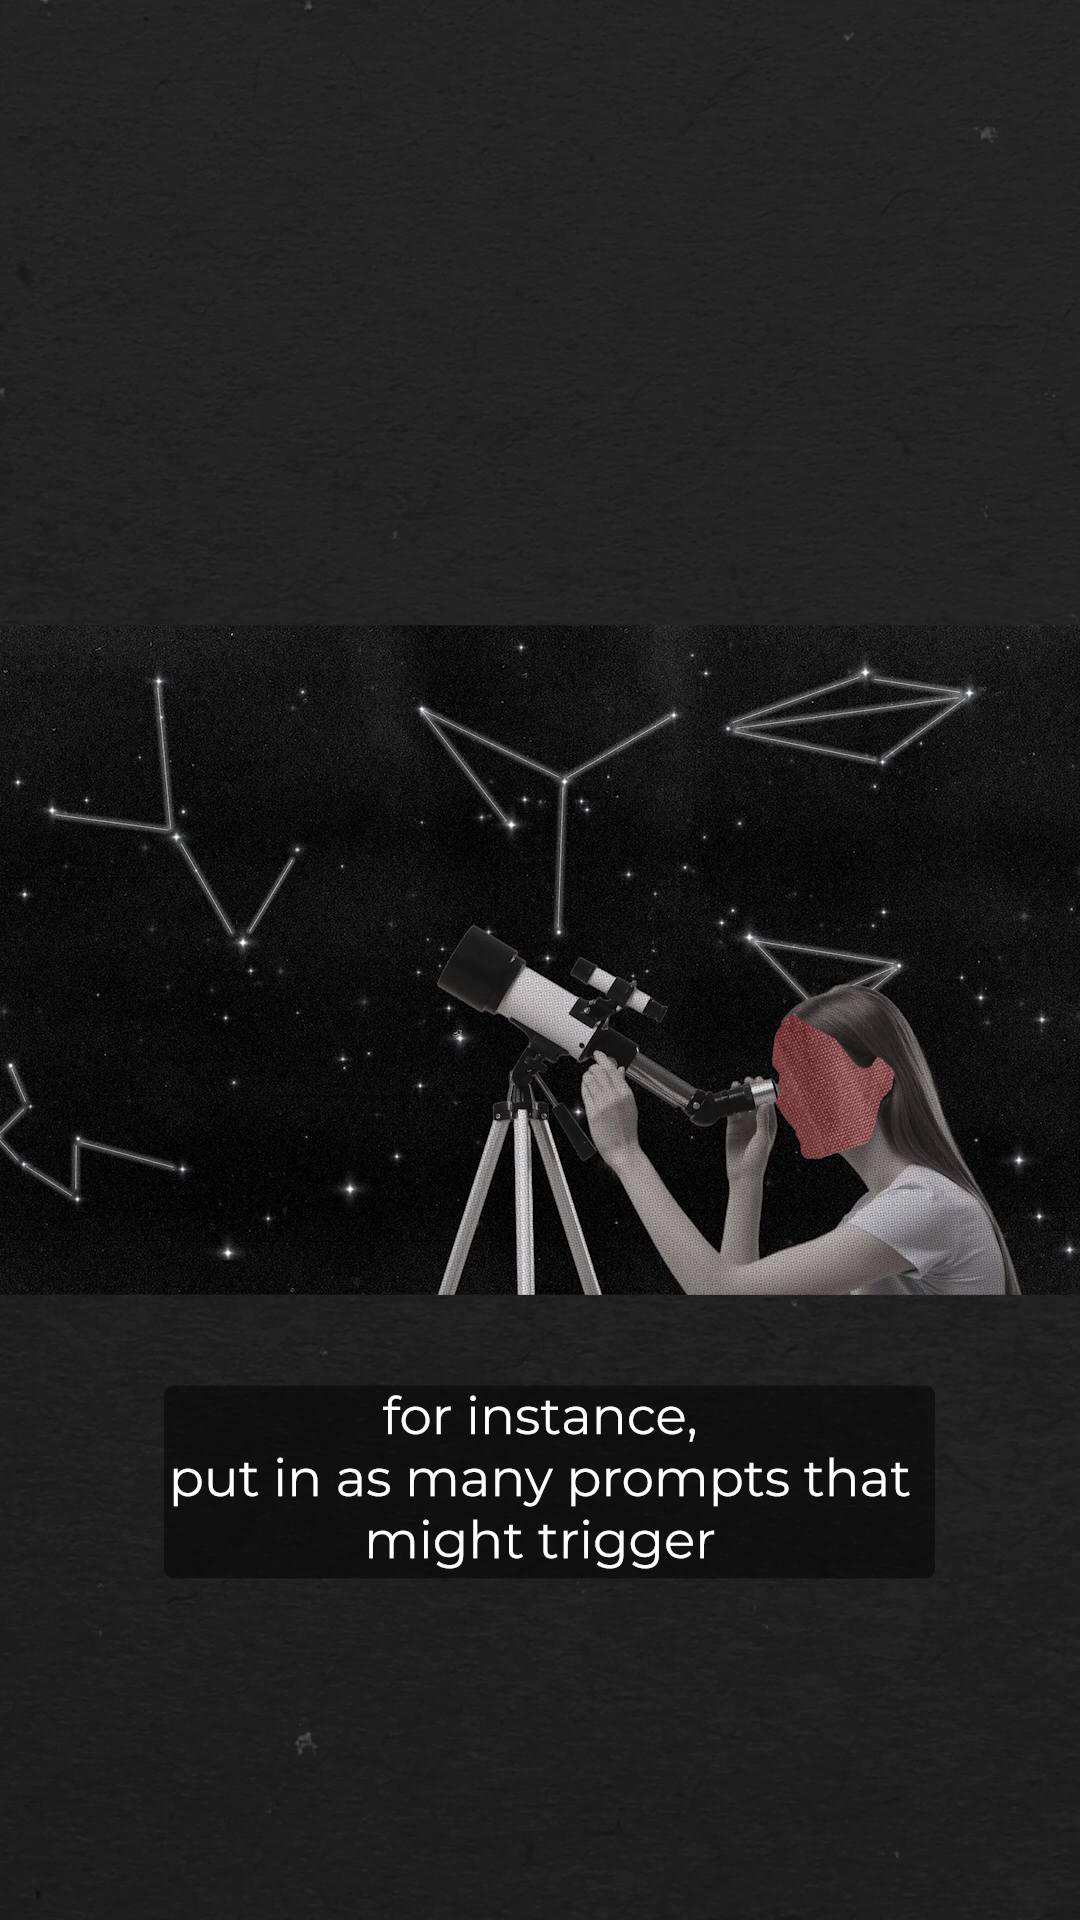 for instance,
put in as many prompts that
might trigger